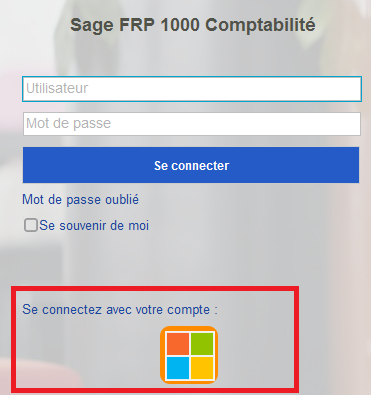 Sage FRP 1000 Comptabilité
Utilisateur
Mot de passe
Se connecter
Mot de passe oublié
Se souvenir de moi
Se connectez avec votre compte :